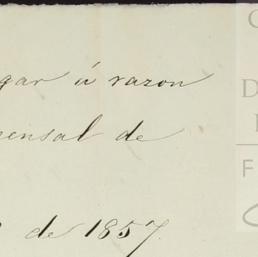 gar á razon
ensal de
de 1857.